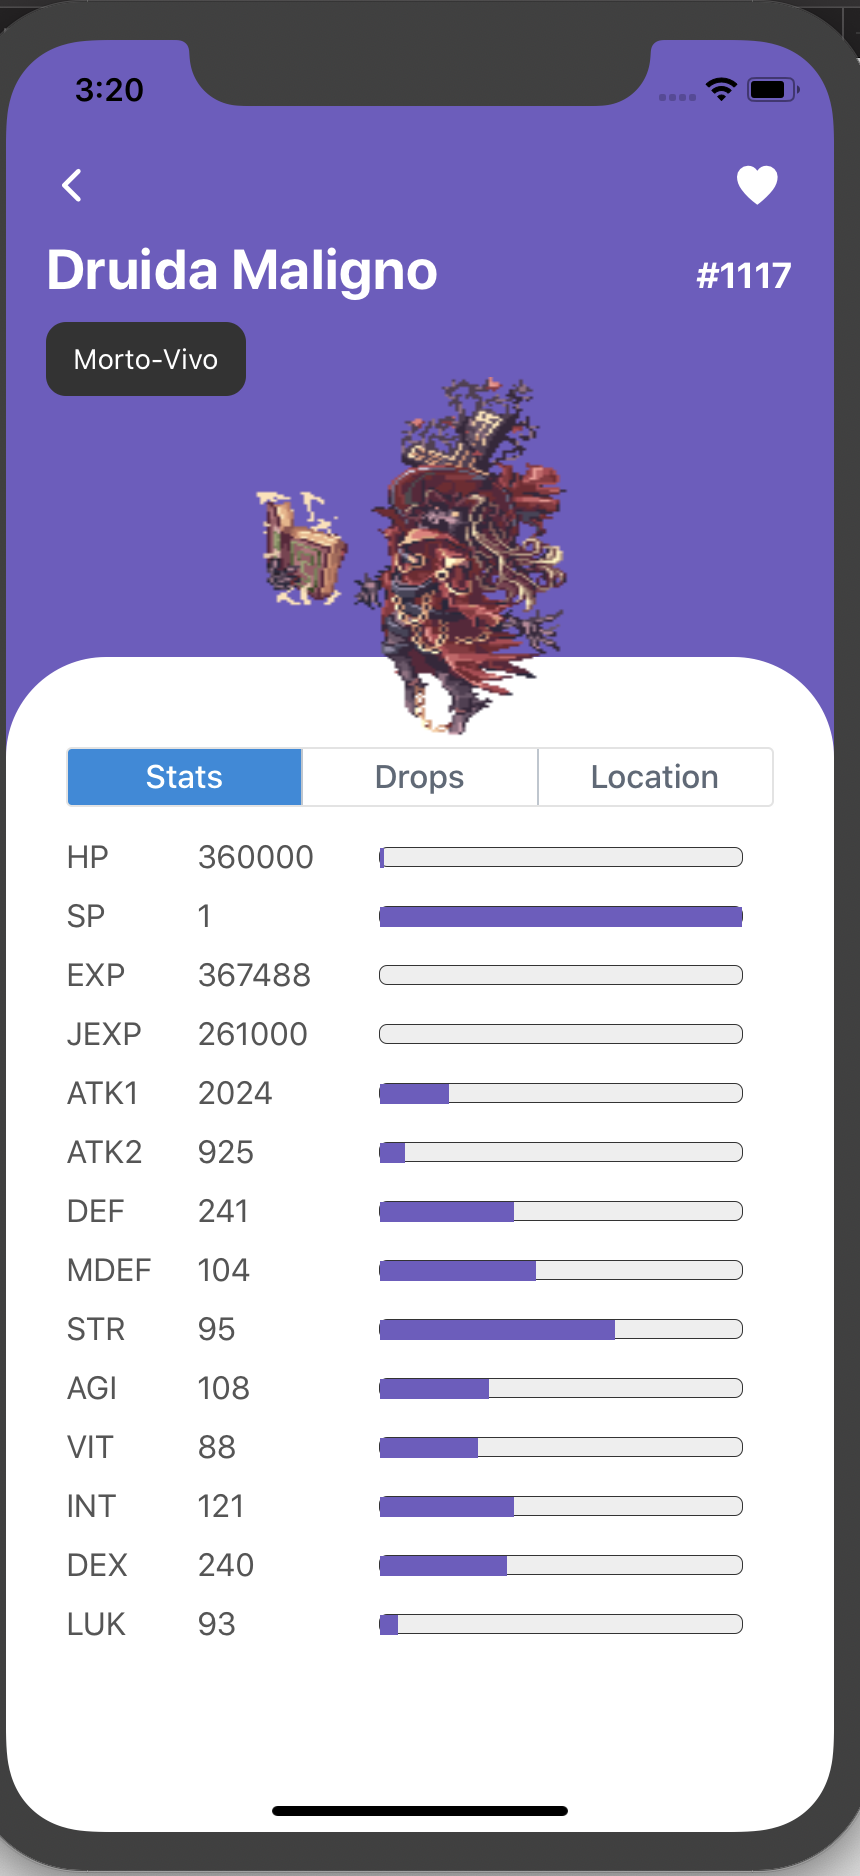 3:20
Druida Maligno #1117
Morto-Vivo
Stats Drops Location
HP 360000
SP 1
EXP 367488
JEXP 261000
ATK1 2024
ATK2 925
DEF 241
MDEF 104
STR 95
AGI 108
VIT 88
INT 121
DEX 240
LUK 93